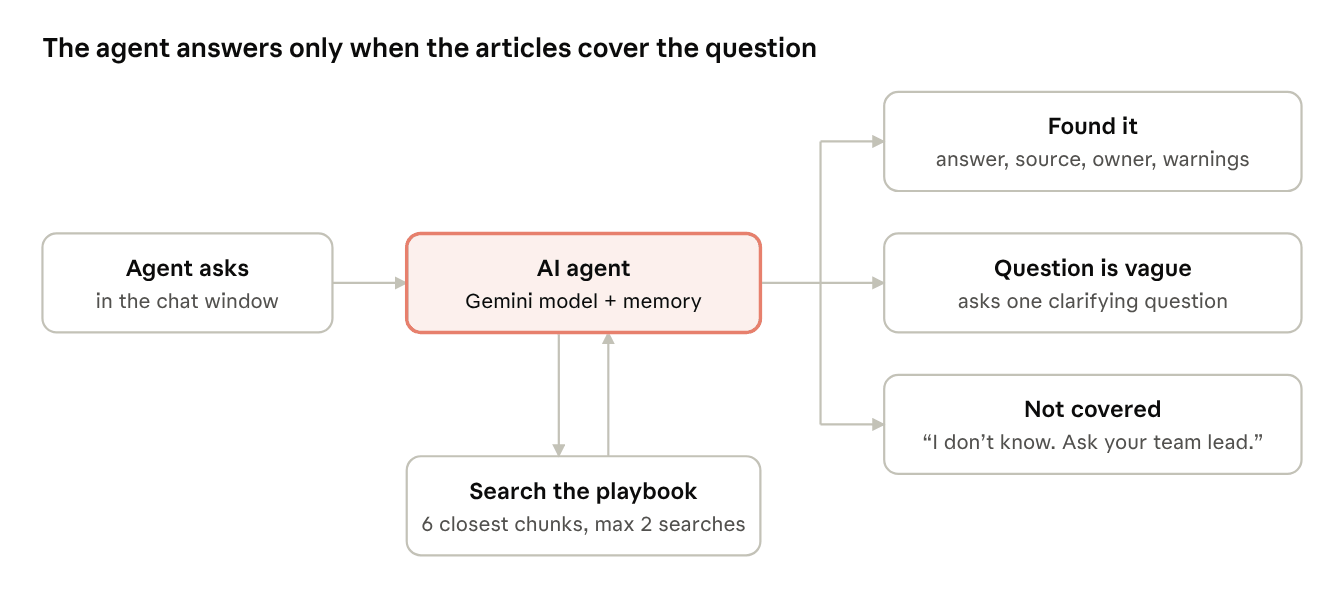 The agent answers only when the articles cover the question
Found it
answer, source, owner, warnings
Agent asks
in the chat window
AI agent
Gemini model + memory
Question is vague
asks one clarifying question
Not covered
“I don’t know. Ask your team lead.”
Search the playbook
6 closest chunks, max 2 searches